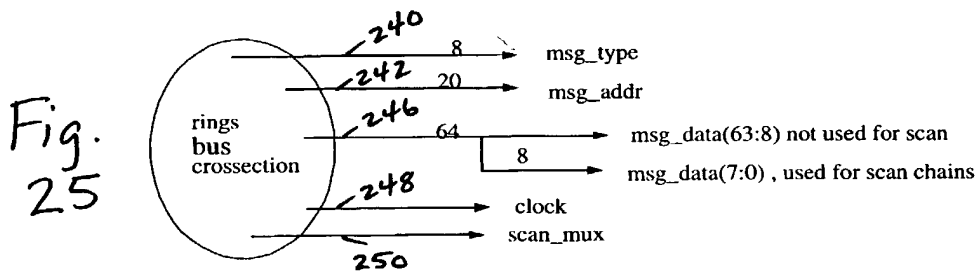 240
8
msg_type
242
20
msg_addr
Fig.
25
rings
bus
crossection
246
64
msg_data(63:8) not used for scan
8
msg_data(7:0) , used for scan chains
248
clock
scan_mux
250